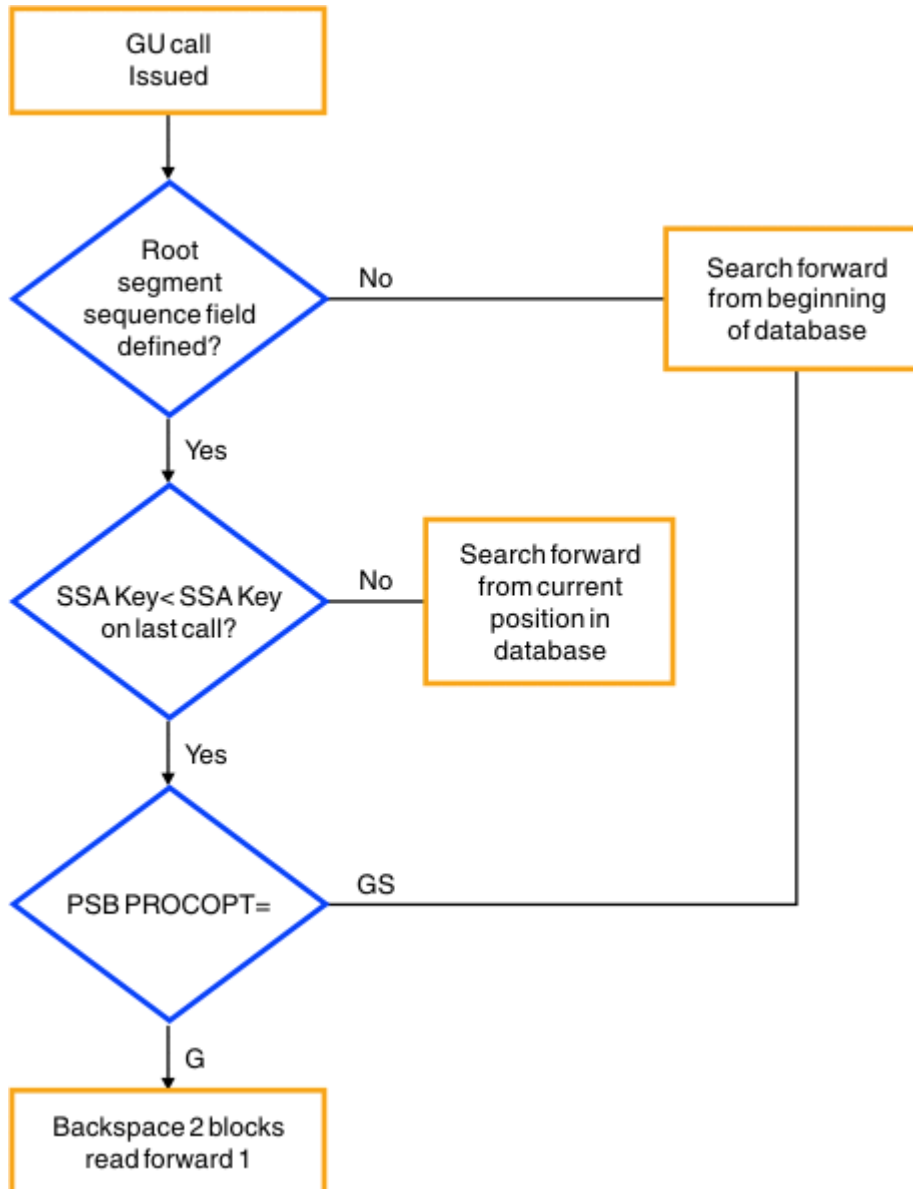 GU call
Issued
Root
segment
sequence field
defined?
No
Search forward
from beginning
of database
Yes
SSA Key< SSA Key
on last call?
No
Search forward
from current
position in
database
Yes
PSB PROCOPT=
GS
G
Backspace 2 blocks
read forward 1